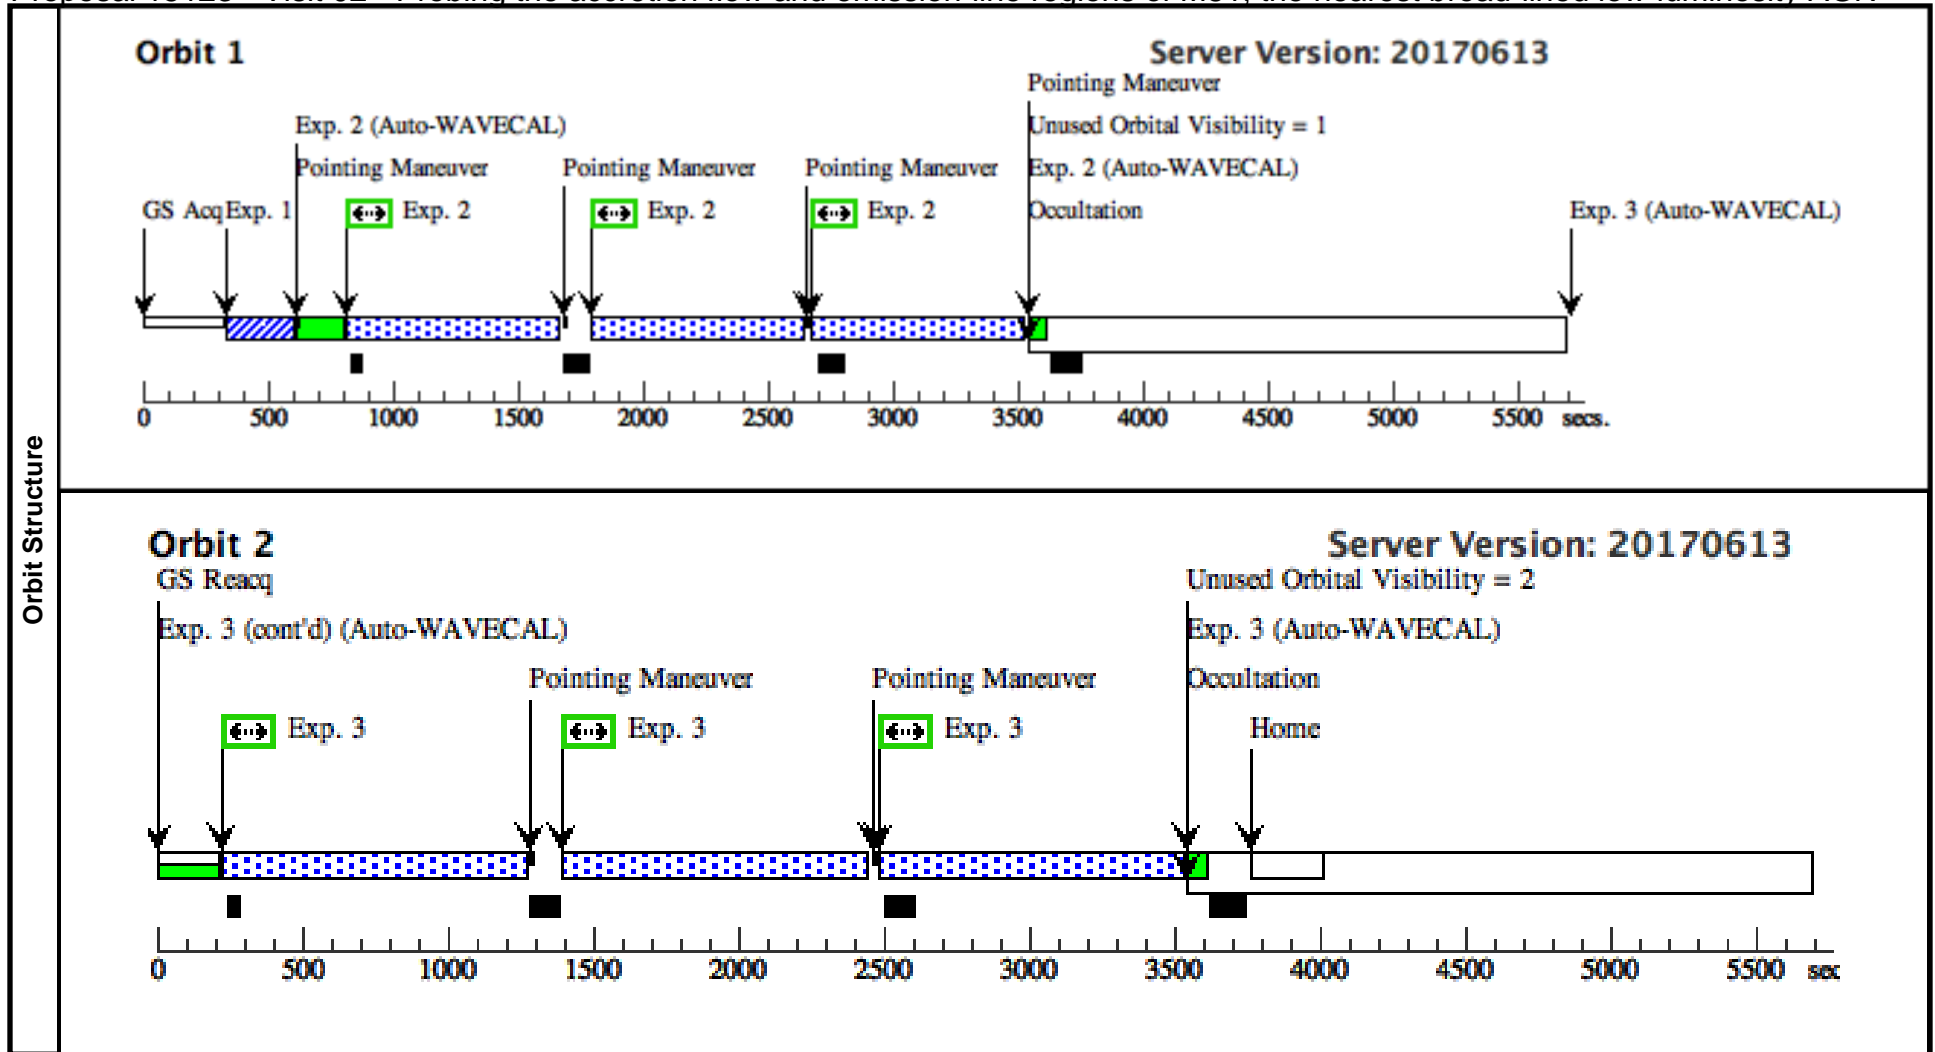 Orbit Structure
Orbit 1
Server Version: 20170613
Pointing Maneuver
Exp. 2 (Auto-WAVECAL)
Unused Orbital Visibility = 1
Pointing Maneuver
Pointing Maneuver
Pointing Maneuver
Exp. 2 (Auto-WAVECAL)
GS Acq
Exp. 1
Exp. 2
Exp. 2
Exp. 2
Occultation
Exp. 3 (Auto-WAVECAL)
0 500 1000 1500 2000 2500 3000 3500 4000 4500 5000 5500 secs.
Orbit 2
Server Version: 20170613
GS Reacq
Unused Orbital Visibility = 2
Exp. 3 (cont'd) (Auto-WAVECAL)
Exp. 3 (Auto-WAVECAL)
Pointing Maneuver
Pointing Maneuver
Occultation
Exp. 3
Exp. 3
Exp. 3
Home
0 500 1000 1500 2000 2500 3000 3500 4000 4500 5000 5500 sec